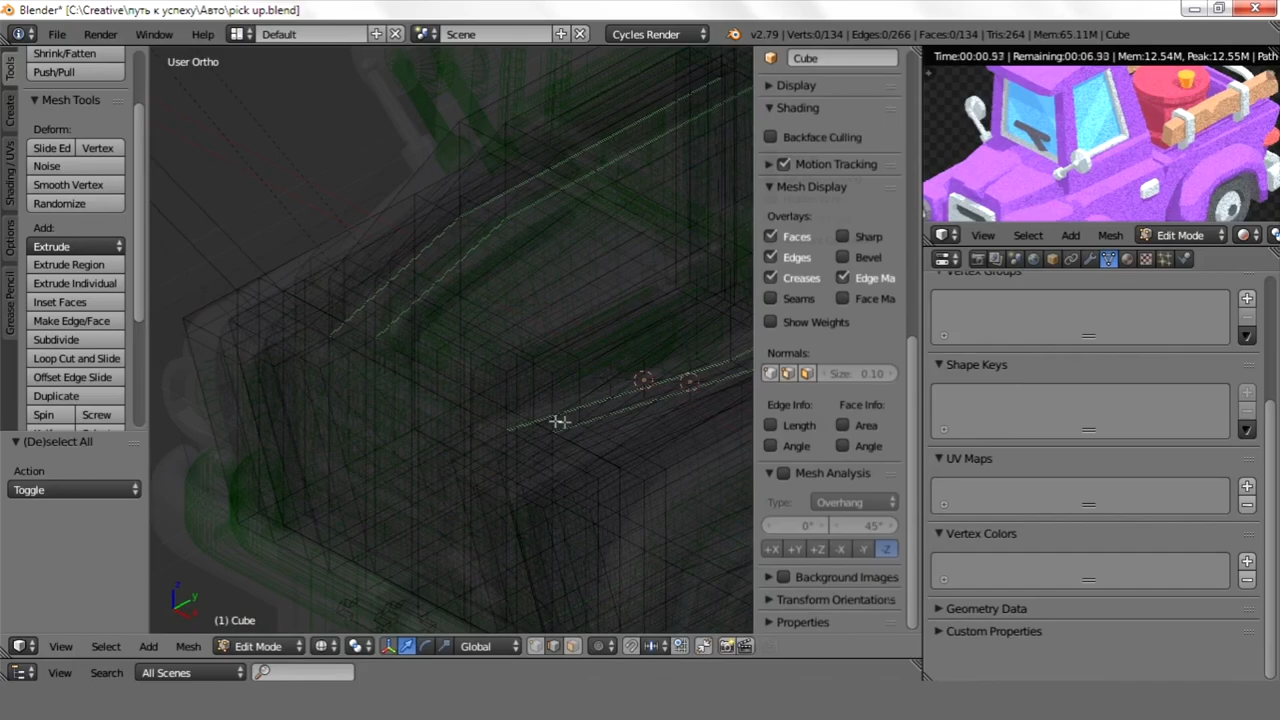 Blender* [C:\Creative\путь к успеху\Авто\pick up.blend]
File Render Window Help Default Scene Cycles Render v2.79 | Verts:0/134 | Edges:0/266 | Faces:0/134 | Tris:264 | Mem:65.11M | Cube
Tools
Create
Shading / UVs
Options
Grease Pencil
Shrink/Fatten
Push/Pull
Mesh Tools
Deform:
Slide Ed Vertex
Noise
Smooth Vertex
Randomize
Add:
Extrude
Extrude Region
Extrude Individual
Inset Faces
Make Edge/Face
Subdivide
Loop Cut and Slide
Offset Edge Slide
Duplicate
Spin Screw
(De)select All
Action
Toggle
User Ortho
z
y
x
(1) Cube
Cube
Display
Shading
Backface Culling
Motion Tracking
Mesh Display
Overlays:
Faces Sharp
Edges Bevel
Creases Edge Ma
Seams Face Ma
Show Weights
Normals:
Size: 0.10
Edge Info: Face Info:
Length Area
Angle Angle
Mesh Analysis
Type: Overhang
0° 45°
+X +Y +Z -X -Y -Z
Background Images
Transform Orientations
Properties
View Select Add Mesh Edit Mode Global
View Search All Scenes
Time:00:00.93 | Remaining:00:06.93 | Mem:12.54M, Peak:12.55M | Path
View Select Add Mesh Edit Mode
Vertex Groups
Shape Keys
UV Maps
Vertex Colors
Geometry Data
Custom Properties